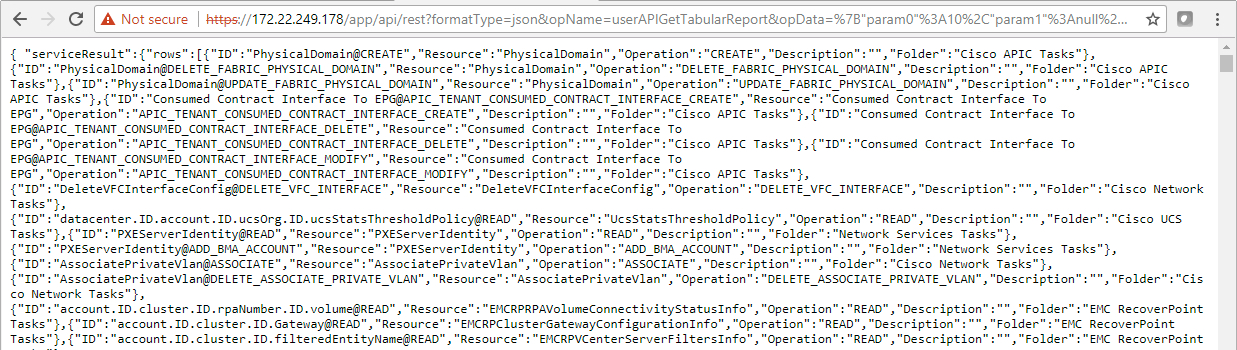 Not secure https://172.22.249.178/app/api/rest?formatType=json&opName=userAPIGetTabularReport&opData=%7B"param0"%3A10%2C"param1"%3Anull%2...
{ "serviceResult":{"rows":[{"ID":"PhysicalDomain@CREATE","Resource":"PhysicalDomain","Operation":"CREATE","Description":"","Folder":"Cisco APIC Tasks"},
{"ID":"PhysicalDomain@DELETE_FABRIC_PHYSICAL_DOMAIN","Resource":"PhysicalDomain","Operation":"DELETE_FABRIC_PHYSICAL_DOMAIN","Description":"","Folder":"Cisco APIC
Tasks"},{"ID":"PhysicalDomain@UPDATE_FABRIC_PHYSICAL_DOMAIN","Resource":"PhysicalDomain","Operation":"UPDATE_FABRIC_PHYSICAL_DOMAIN","Description":"","Folder":"Cisco
APIC Tasks"},{"ID":"Consumed Contract Interface To EPG@APIC_TENANT_CONSUMED_CONTRACT_INTERFACE_CREATE","Resource":"Consumed Contract Interface To
EPG","Operation":"APIC_TENANT_CONSUMED_CONTRACT_INTERFACE_CREATE","Description":"","Folder":"Cisco APIC Tasks"},{"ID":"Consumed Contract Interface To
EPG@APIC_TENANT_CONSUMED_CONTRACT_INTERFACE_DELETE","Resource":"Consumed Contract Interface To
EPG","Operation":"APIC_TENANT_CONSUMED_CONTRACT_INTERFACE_DELETE","Description":"","Folder":"Cisco APIC Tasks"},{"ID":"Consumed Contract Interface To
EPG@APIC_TENANT_CONSUMED_CONTRACT_INTERFACE_MODIFY","Resource":"Consumed Contract Interface To
EPG","Operation":"APIC_TENANT_CONSUMED_CONTRACT_INTERFACE_MODIFY","Description":"","Folder":"Cisco APIC Tasks"},
{"ID":"DeleteVFCInterfaceConfig@DELETE_VFC_INTERFACE","Resource":"DeleteVFCInterfaceConfig","Operation":"DELETE_VFC_INTERFACE","Description":"","Folder":"Cisco Network
Tasks"},
{"ID":"datacenter.ID.account.ID.ucsOrg.ID.ucsStatsThresholdPolicy@READ","Resource":"UcsStatsThresholdPolicy","Operation":"READ","Description":"","Folder":"Cisco UCS
Tasks"},{"ID":"PXEServerIdentity@READ","Resource":"PXEServerIdentity","Operation":"READ","Description":"","Folder":"Network Services Tasks"},
{"ID":"PXEServerIdentity@ADD_BMA_ACCOUNT","Resource":"PXEServerIdentity","Operation":"ADD_BMA_ACCOUNT","Description":"","Folder":"Network Services Tasks"},
{"ID":"AssociatePrivateVlan@ASSOCIATE","Resource":"AssociatePrivateVlan","Operation":"ASSOCIATE","Description":"","Folder":"Cisco Network Tasks"},
{"ID":"AssociatePrivateVlan@DELETE_ASSOCIATE_PRIVATE_VLAN","Resource":"AssociatePrivateVlan","Operation":"DELETE_ASSOCIATE_PRIVATE_VLAN","Description":"","Folder":"Cis
co Network Tasks"},
{"ID":"account.ID.cluster.ID.rpaNumber.ID.volume@READ","Resource":"EMCRPRPAVolumeConnectivityStatusInfo","Operation":"READ","Description":"","Folder":"EMC RecoverPoint
Tasks"},{"ID":"account.ID.cluster.ID.Gateway@READ","Resource":"EMCRPClusterGatewayConfigurationInfo","Operation":"READ","Description":"","Folder":"EMC RecoverPoint
Tasks"},{"ID":"account.ID.cluster.ID.filteredEntityName@READ","Resource":"EMCRPVCenterServerFiltersInfo","Operation":"READ","Description":"","Folder":"EMC RecoverPoint